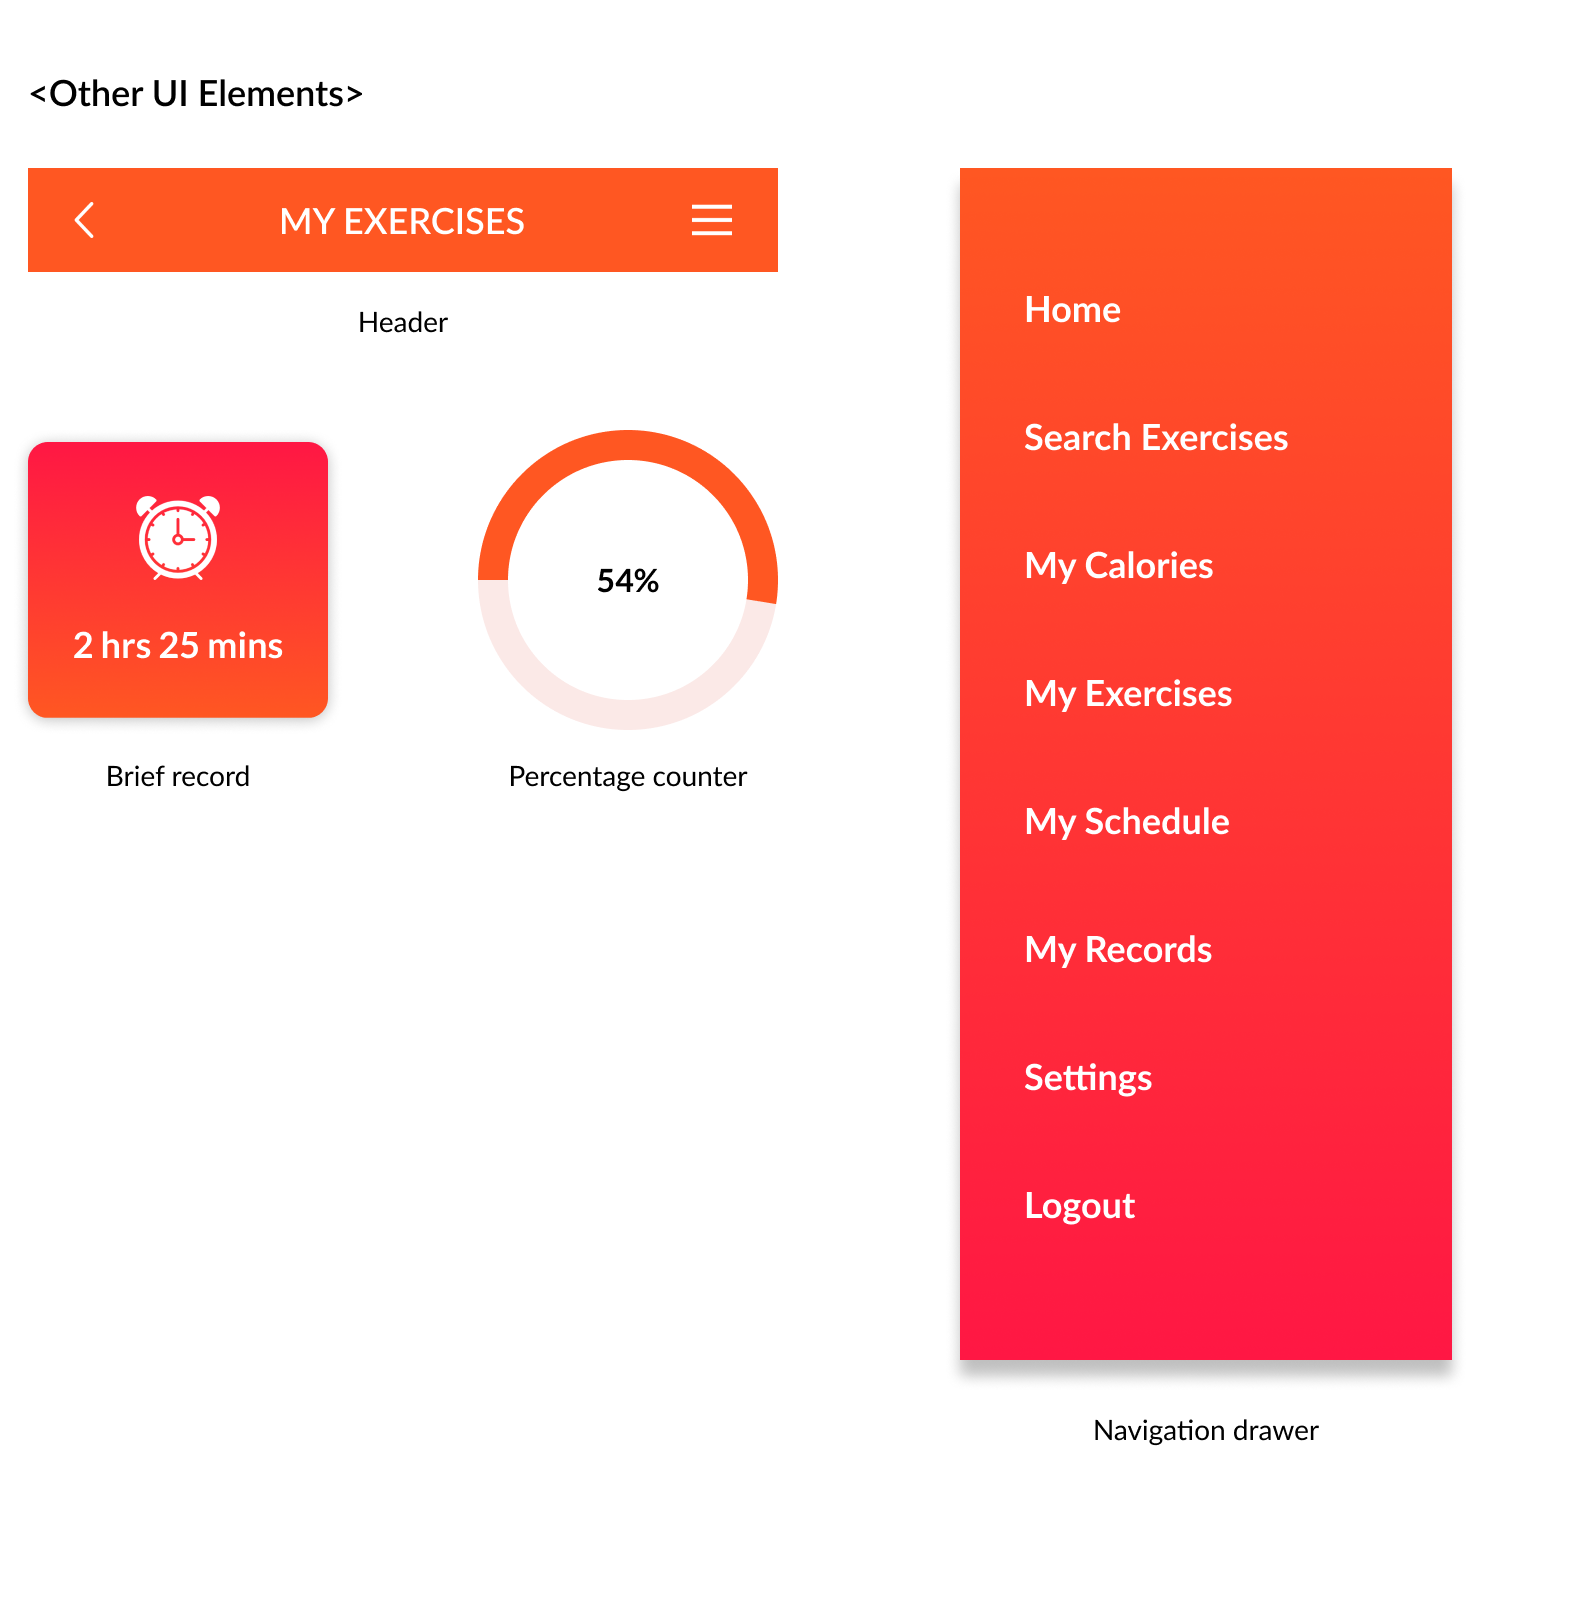 <Other UI Elements>
MY EXERCISES
Header
2 hrs 25 mins
Brief record
54%
Percentage counter
Home
Search Exercises
My Calories
My Exercises
My Schedule
My Records
Settings
Logout
Navigation drawer